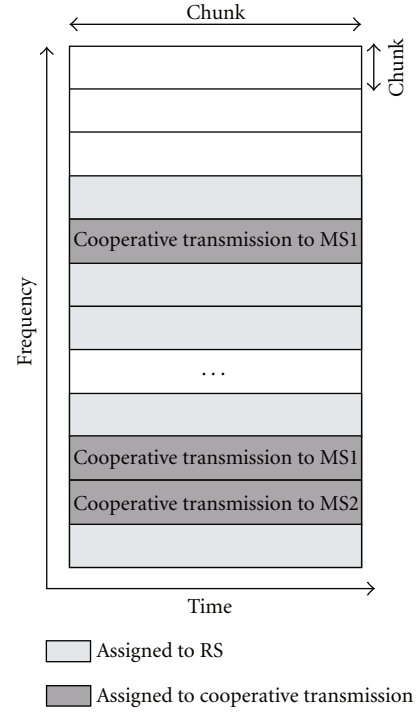 Chunk
Chunk
Cooperative transmission to MS1
Frequency
...
Cooperative transmission to MS1
Cooperative transmission to MS2
Time
Assigned to RS
Assigned to cooperative transmission